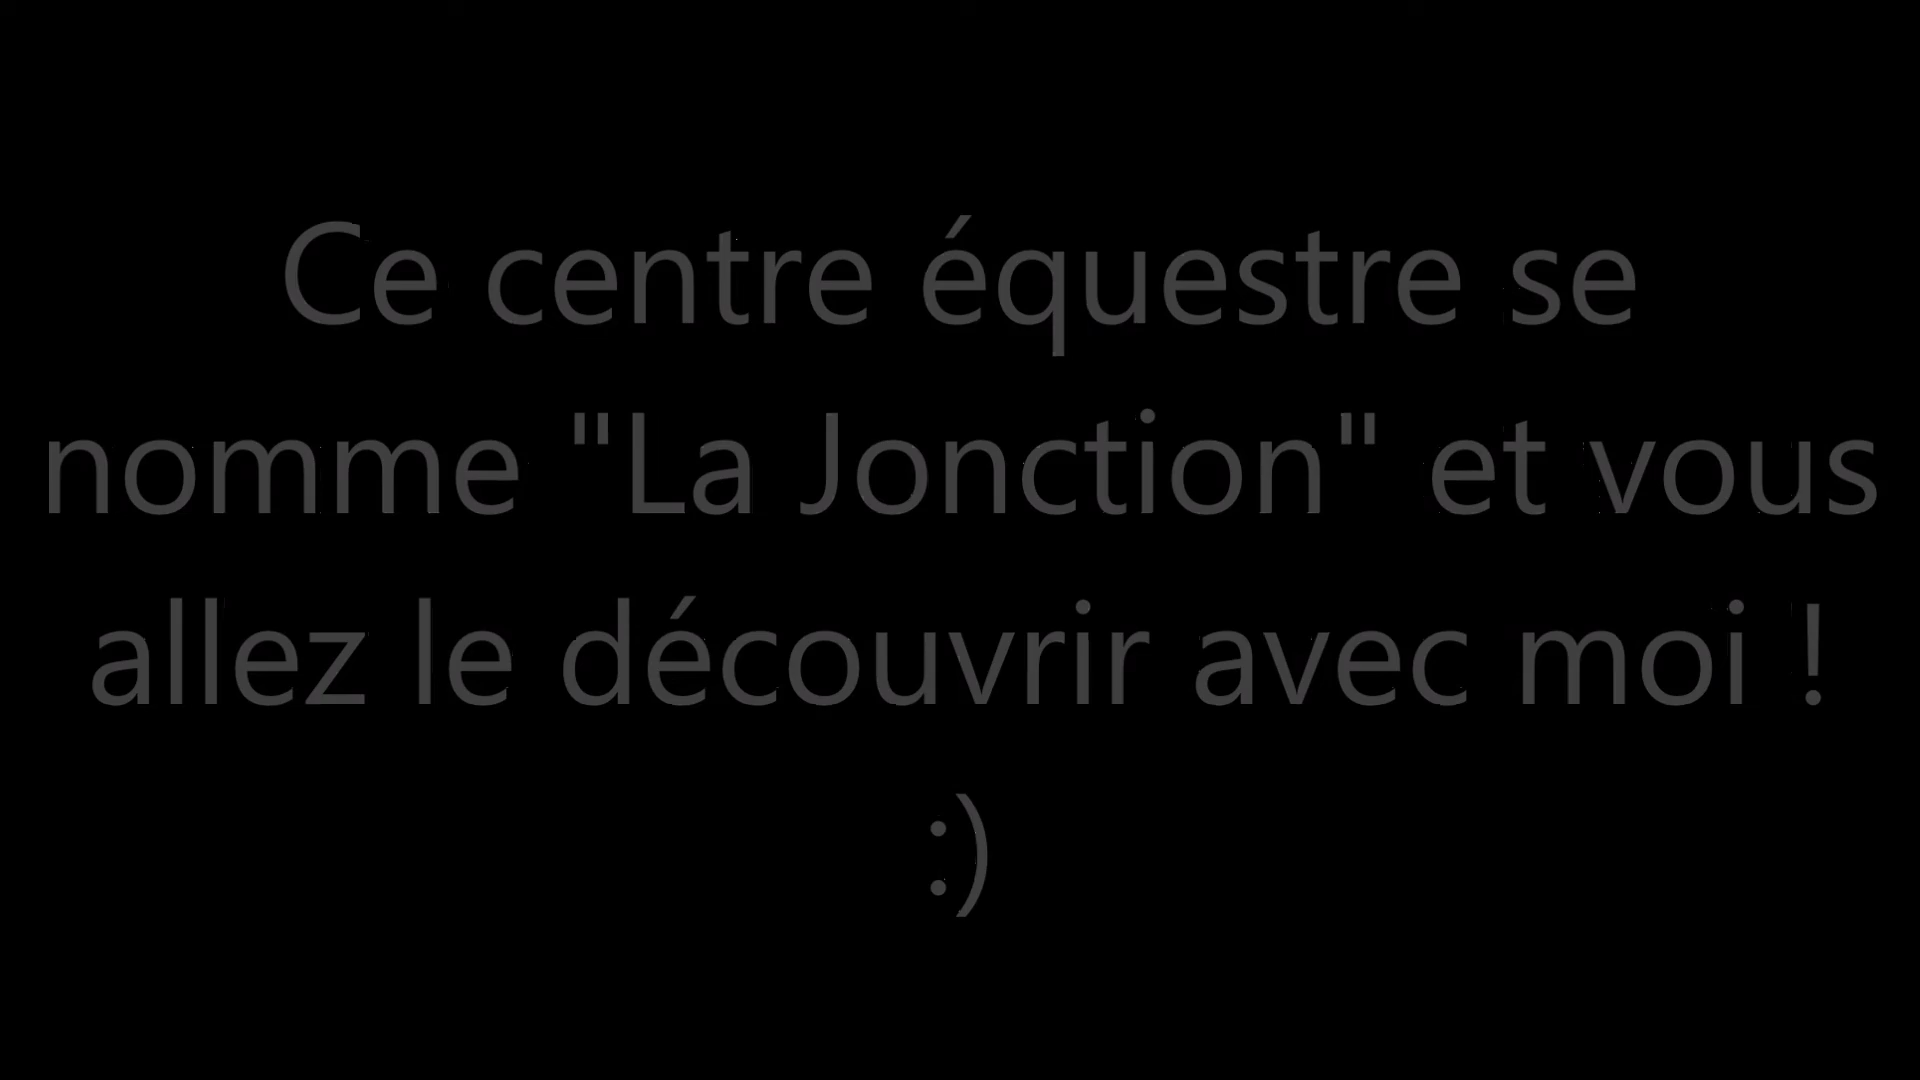 Ce centre équestre se
nomme "La Jonction" et vous
allez le découvrir avec moi !
:)